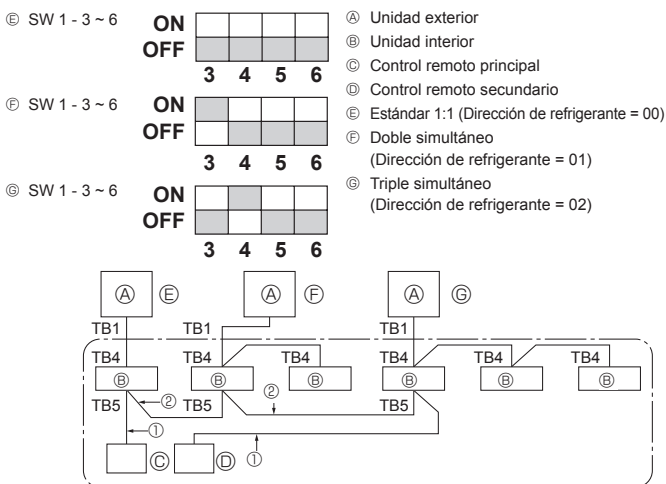 Ⓔ SW 1 - 3 ~ 6
ON
OFF
3 4 5 6
Ⓕ SW 1 - 3 ~ 6
ON
OFF
3 4 5 6
Ⓖ SW 1 - 3 ~ 6
ON
OFF
3 4 5 6
Ⓐ Unidad exterior
Ⓑ Unidad interior
Ⓒ Control remoto principal
Ⓓ Control remoto secundario
Ⓔ Estándar 1:1 (Dirección de refrigerante = 00)
Ⓕ Doble simultáneo
(Dirección de refrigerante = 01)
Ⓖ Triple simultáneo
(Dirección de refrigerante = 02)
Ⓐ Ⓔ Ⓐ Ⓕ Ⓐ Ⓖ
TB1 TB1 TB1
TB4 TB4 TB4 TB4 TB4 TB4
Ⓑ Ⓑ Ⓑ Ⓑ Ⓑ Ⓑ
TB5 ② TB5 ② TB5
① ①
Ⓒ Ⓓ